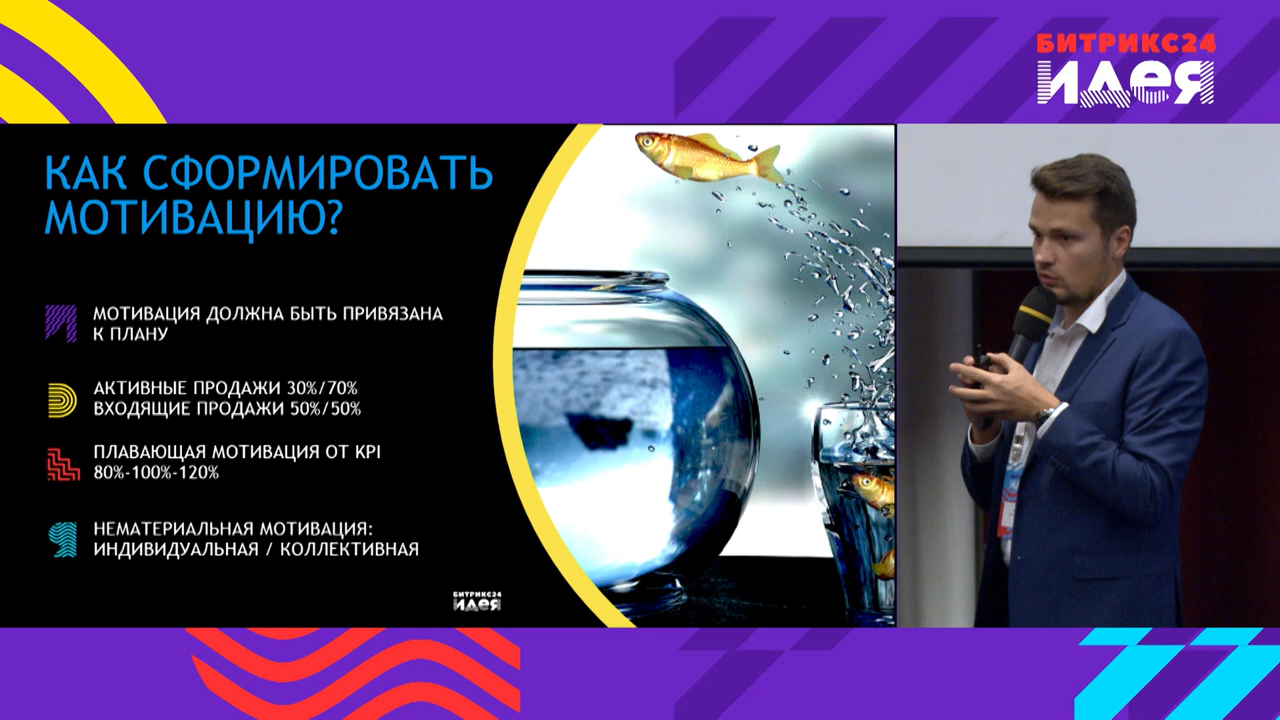 БИТРИКС24
идея
КАК СФОРМИРОВАТЬ
МОТИВАЦИЮ?
МОТИВАЦИЯ ДОЛЖНА БЫТЬ ПРИВЯЗАНА
К ПЛАНУ
АКТИВНЫЕ ПРОДАЖИ 30%/70%
ВХОДЯЩИЕ ПРОДАЖИ 50%/50%
ПЛАВАЮЩАЯ МОТИВАЦИЯ ОТ KPI
80%-100%-120%
НЕМАТЕРИАЛЬНАЯ МОТИВАЦИЯ:
ИНДИВИДУАЛЬНАЯ / КОЛЛЕКТИВНАЯ
БИТРИКС24
идея